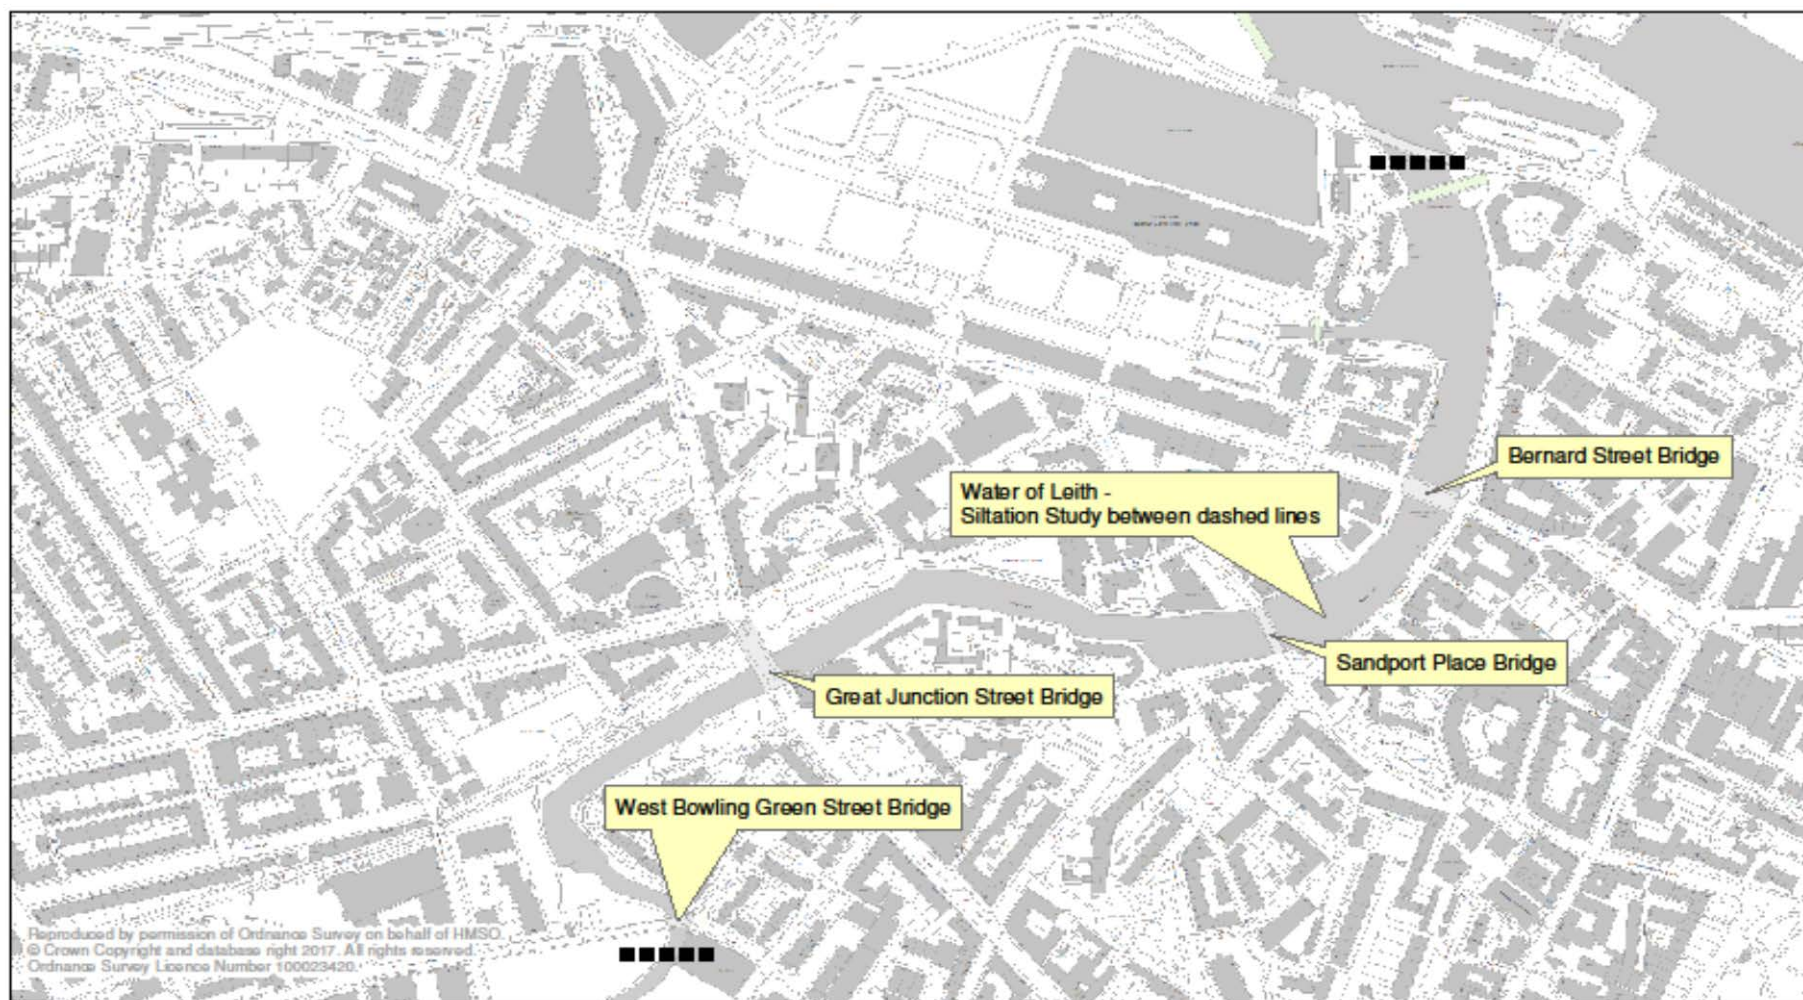 Bernard Street Bridge
Water of Leith -
Siltation Study between dashed lines
Sandport Place Bridge
Great Junction Street Bridge
West Bowling Green Street Bridge
Reproduced by permission of Ordnance Survey on behalf of HMSO.
© Crown Copyright and database right 2017. All rights reserved.
Ordnance Survey Licence Number 100023420.